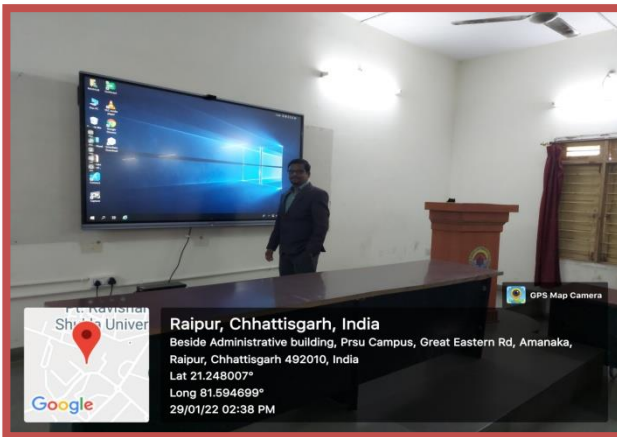 GPS Map Camera
Pt. Ravishan
Shukla Univer
Google
Raipur, Chhattisgarh, India
Beside Administrative building, Prsu Campus, Great Eastern Rd, Amanaka,
Raipur, Chhattisgarh 492010, India
Lat 21.248007°
Long 81.594699°
29/01/22 02:38 PM